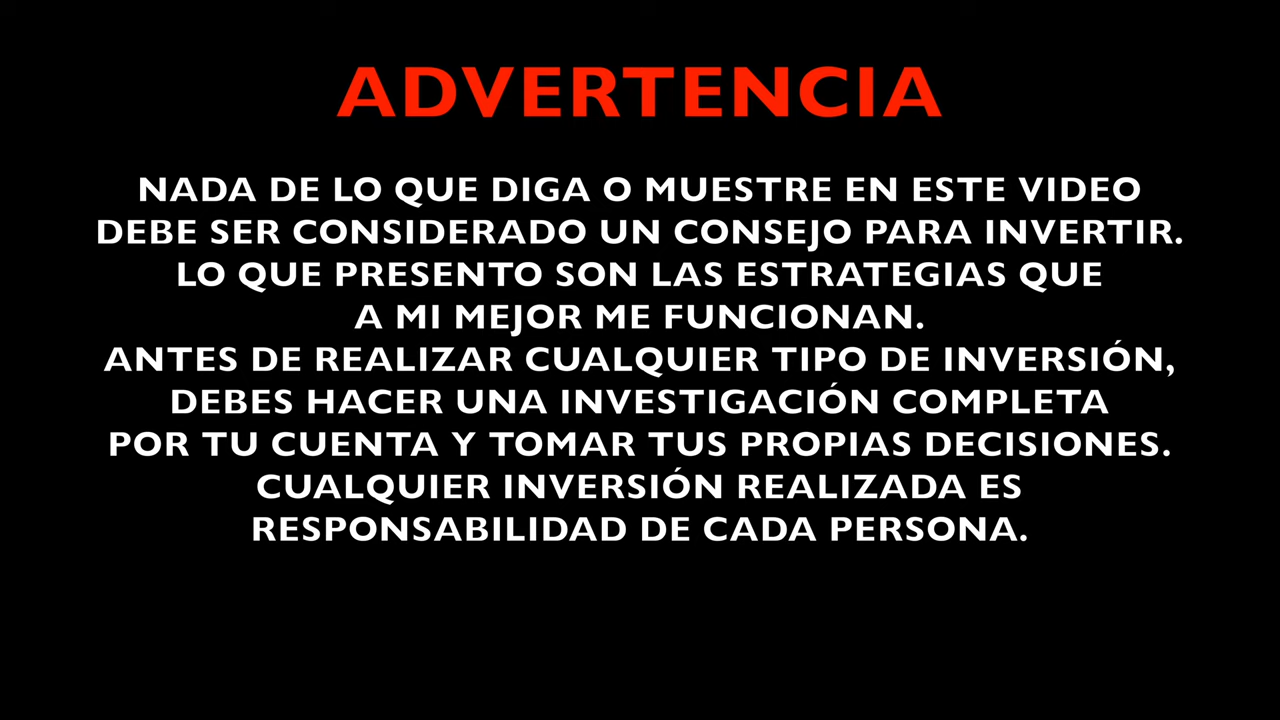 ADVERTENCIA
NADA DE LO QUE DIGA O MUESTRE EN ESTE VIDEO
DEBE SER CONSIDERADO UN CONSEJO PARA INVERTIR.
LO QUE PRESENTO SON LAS ESTRATEGIAS QUE
A MI MEJOR ME FUNCIONAN.
ANTES DE REALIZAR CUALQUIER TIPO DE INVERSIÓN,
DEBES HACER UNA INVESTIGACIÓN COMPLETA
POR TU CUENTA Y TOMAR TUS PROPIAS DECISIONES.
CUALQUIER INVERSIÓN REALIZADA ES
RESPONSABILIDAD DE CADA PERSONA.